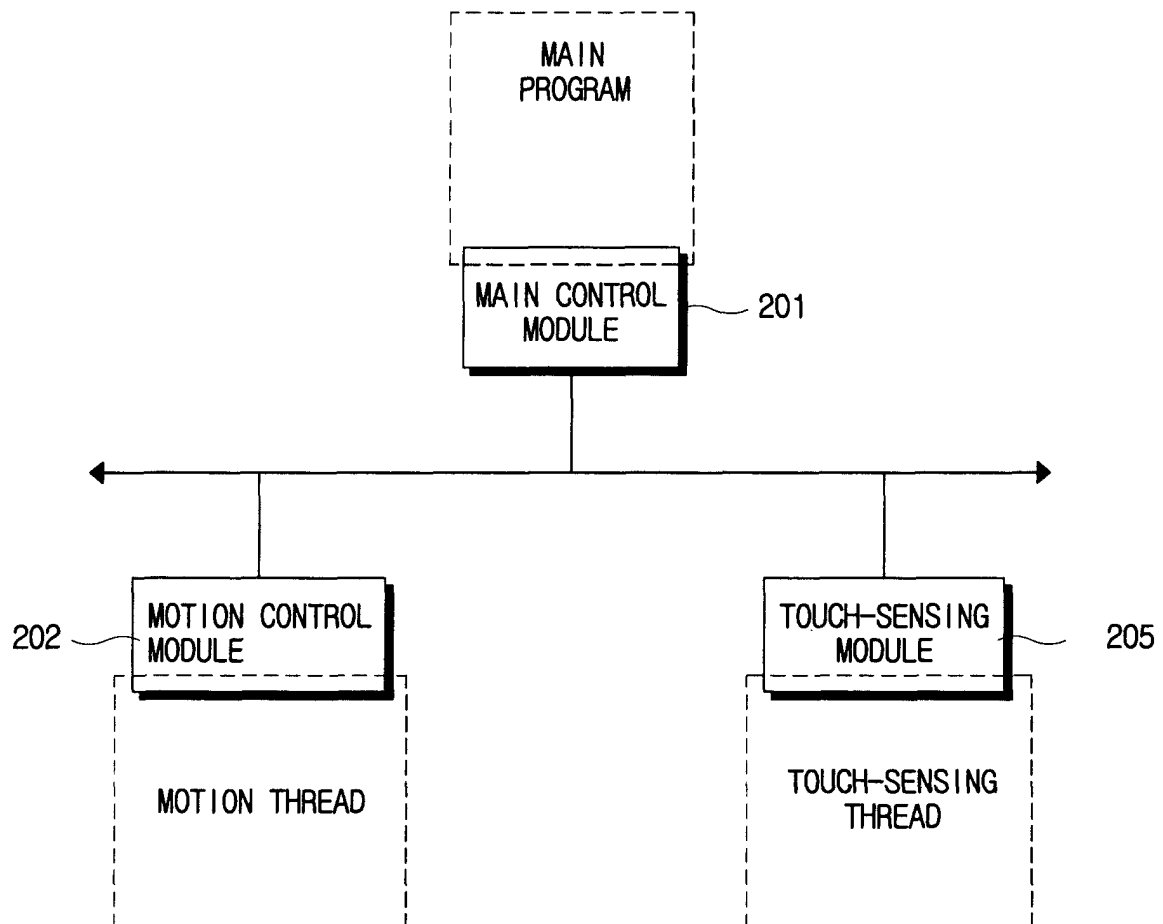 MAIN
PROGRAM
MAIN CONTROL
MODULE
201
MOTION CONTROL
MODULE
202
TOUCH-SENSING
MODULE
205
MOTION THREAD
TOUCH-SENSING
THREAD